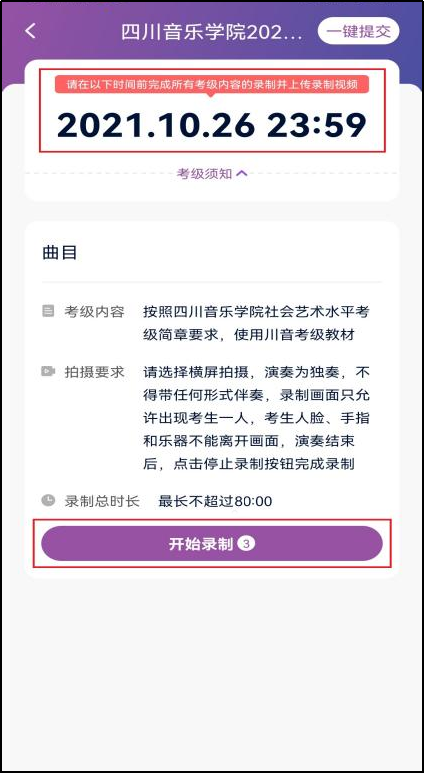 四川音乐学院202...
一键提交
请在以下时间前完成所有考级内容的录制并上传录制视频
2021.10.26 23:59
考级须知
曲目
考级内容 按照四川音乐学院社会艺术水平考
级简章要求，使用川音考级教材
拍摄要求 请选择横屏拍摄，演奏为独奏，不
得带任何形式伴奏，录制画面只允
许出现考生一人，考生人脸、手指
和乐器不能离开画面，演奏结束
后，点击停止录制按钮完成录制
录制总时长 最长不超过80:00
开始录制 3